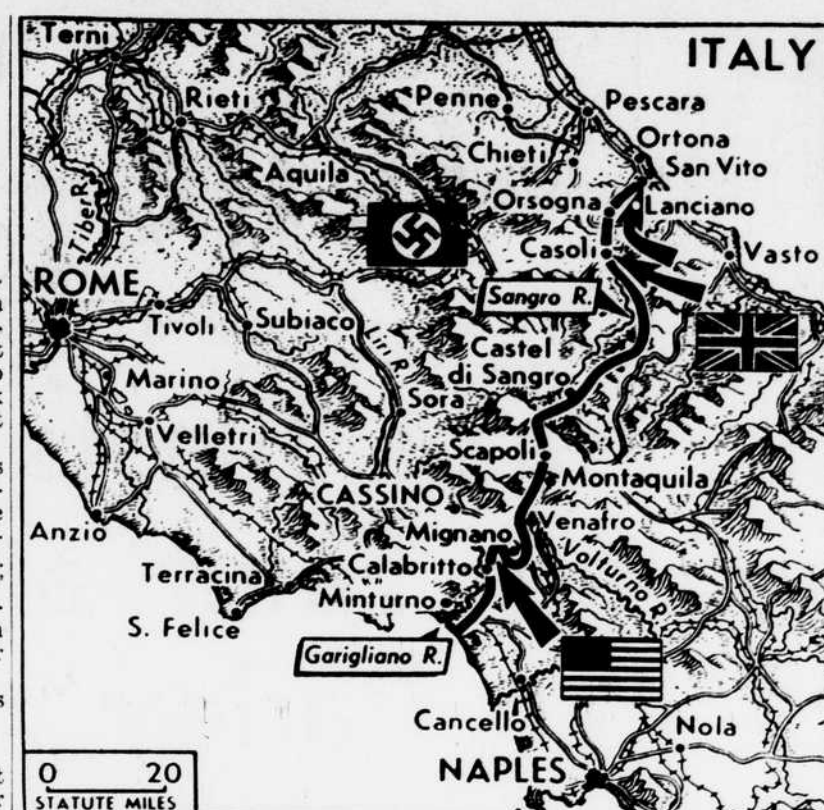 ITALY
Terni
Rieti
Penne
Pescara
Chieti
Ortona
San Vito
Aquila
Orsogna
Lanciano
Tiber R.
Casoli
Vasto
ROME
Sangro R.
Tivoli
Subiaco
Liri R.
Castel
di Sangro
Marino
Sora
Velletri
Scapoli
Montaquila
CASSINO
Anzio
Mignano
Venafro
Volturno R.
Terracina
Calabritto
Minturno
S. Felice
Garigliano R.
Cancello
Nola
NAPLES
0 20
STATUTE MILES